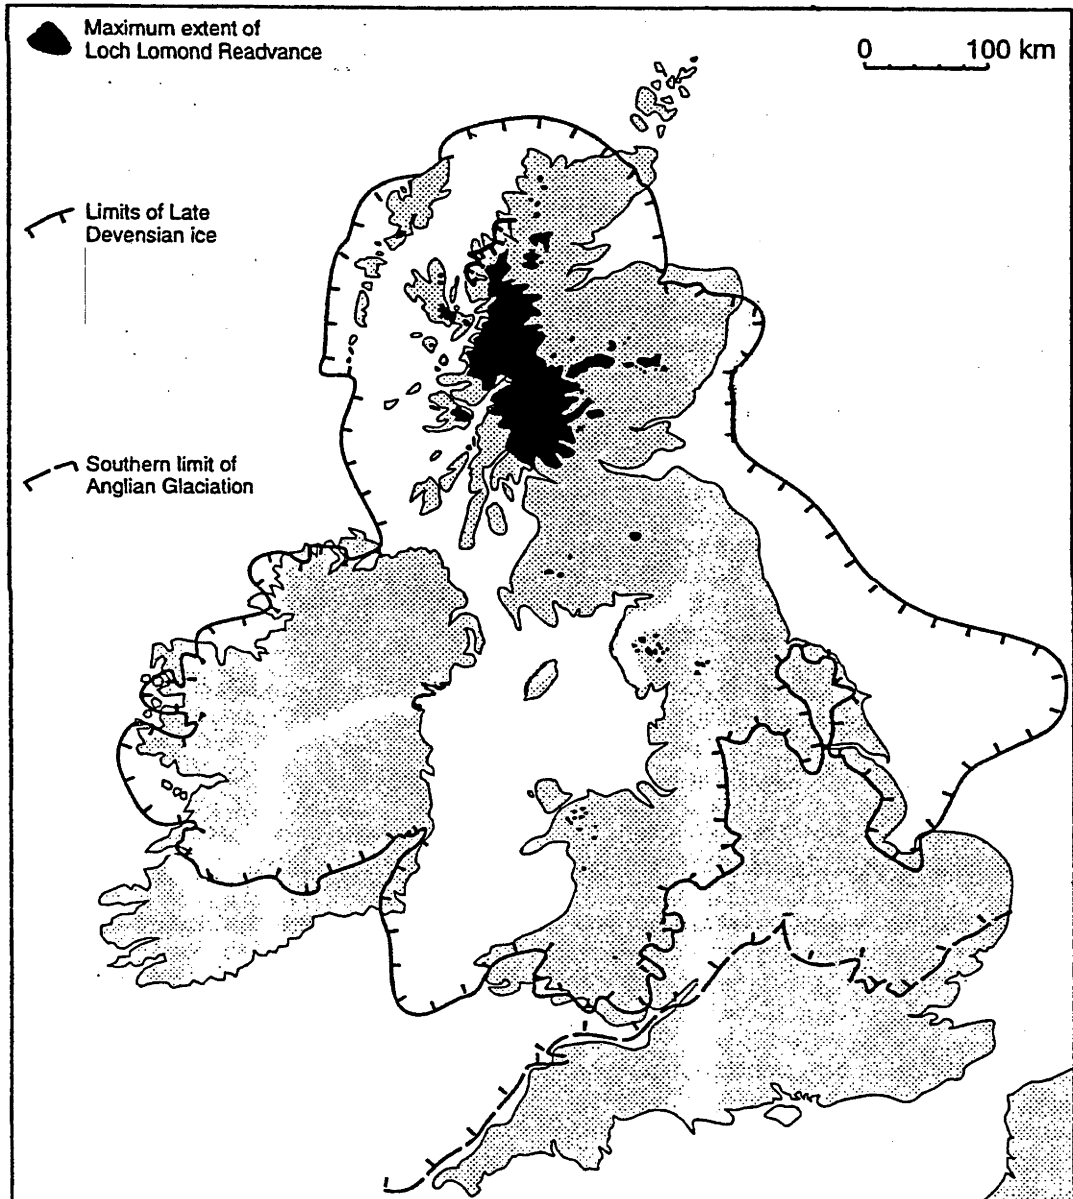 Maximum extent of
Loch Lomond Readvance
0 100 km
Limits of Late
Devensian ice
Southern limit of
Anglian Glaciation